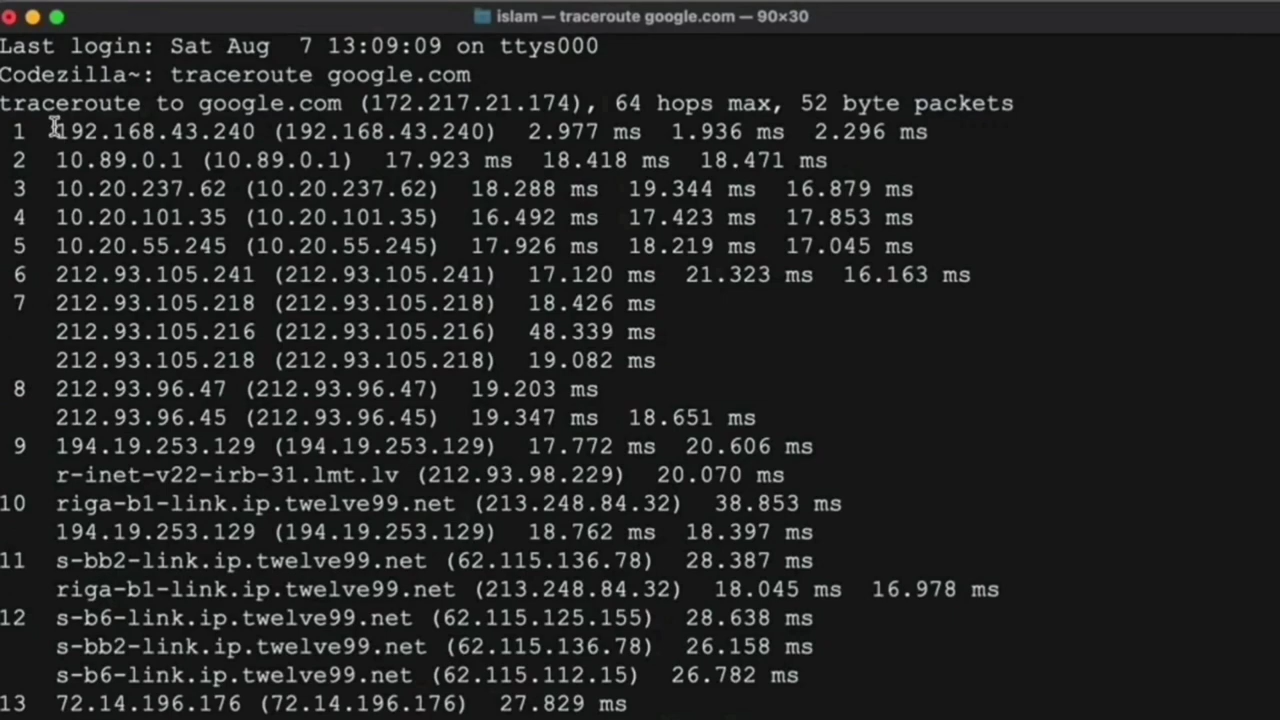 islam — traceroute google.com — 90×30
Last login: Sat Aug  7 13:09:09 on ttys000
Codezilla~: traceroute google.com
traceroute to google.com (172.217.21.174), 64 hops max, 52 byte packets
 1  192.168.43.240 (192.168.43.240)  2.977 ms  1.936 ms  2.296 ms
 2  10.89.0.1 (10.89.0.1)  17.923 ms  18.418 ms  18.471 ms
 3  10.20.237.62 (10.20.237.62)  18.288 ms  19.344 ms  16.879 ms
 4  10.20.101.35 (10.20.101.35)  16.492 ms  17.423 ms  17.853 ms
 5  10.20.55.245 (10.20.55.245)  17.926 ms  18.219 ms  17.045 ms
 6  212.93.105.241 (212.93.105.241)  17.120 ms  21.323 ms  16.163 ms
 7  212.93.105.218 (212.93.105.218)  18.426 ms
    212.93.105.216 (212.93.105.216)  48.339 ms
    212.93.105.218 (212.93.105.218)  19.082 ms
 8  212.93.96.47 (212.93.96.47)  19.203 ms
    212.93.96.45 (212.93.96.45)  19.347 ms  18.651 ms
 9  194.19.253.129 (194.19.253.129)  17.772 ms  20.606 ms
    r-inet-v22-irb-31.lmt.lv (212.93.98.229)  20.070 ms
10  riga-b1-link.ip.twelve99.net (213.248.84.32)  38.853 ms
    194.19.253.129 (194.19.253.129)  18.762 ms  18.397 ms
11  s-bb2-link.ip.twelve99.net (62.115.136.78)  28.387 ms
    riga-b1-link.ip.twelve99.net (213.248.84.32)  18.045 ms  16.978 ms
12  s-b6-link.ip.twelve99.net (62.115.125.155)  28.638 ms
    s-bb2-link.ip.twelve99.net (62.115.136.78)  26.158 ms
    s-b6-link.ip.twelve99.net (62.115.112.15)  26.782 ms
13  72.14.196.176 (72.14.196.176)  27.829 ms